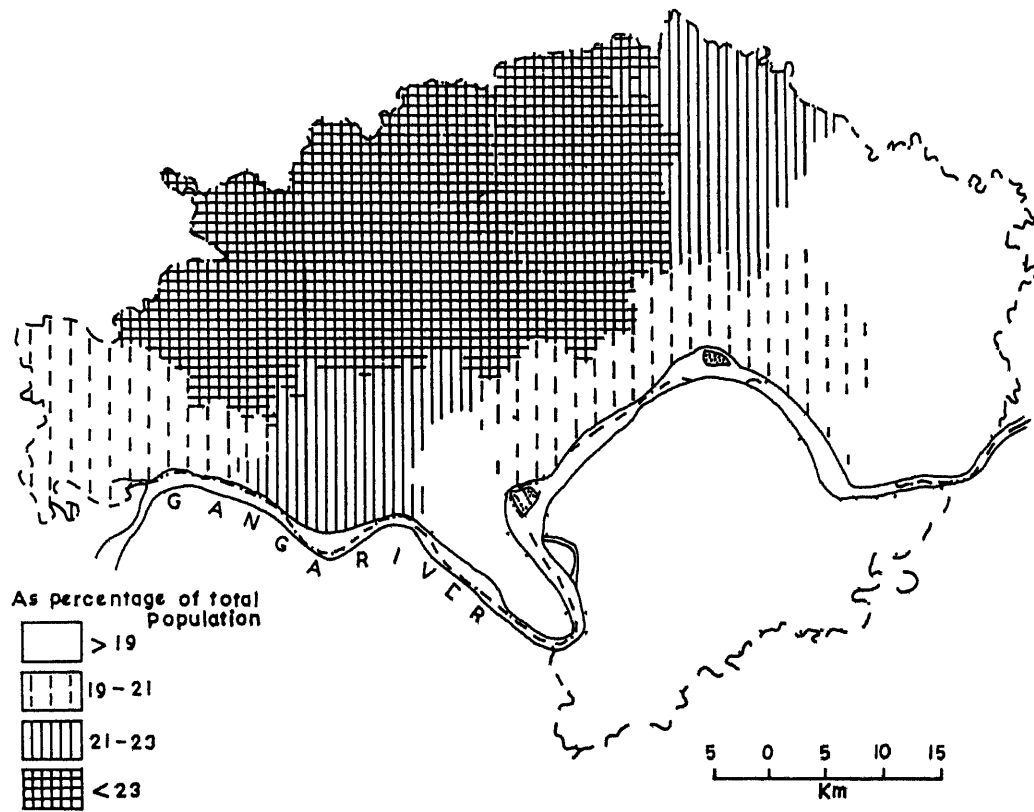 GANGA RIVER
As percentage of total
population
>19
19-21
21-23
<23
5 0 5 10 15
Km